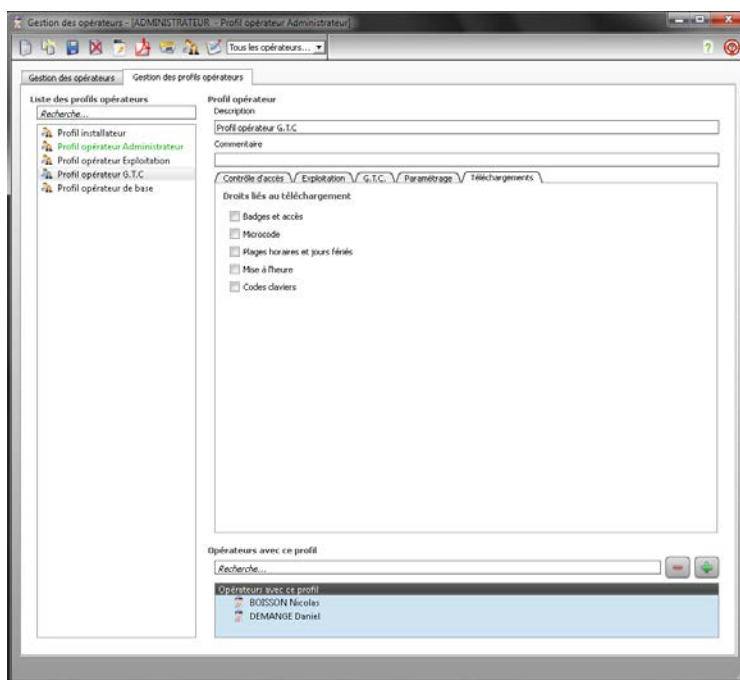 Gestion des opérateurs - [ADMINISTRATEUR - Profil opérateur Administrateur]
Tous les opérateurs...
Gestion des opérateurs
Gestion des profils opérateurs
Liste des profils opérateurs
Recherche...
Profil installateur
Profil opérateur Administrateur
Profil opérateur Exploitation
Profil opérateur G.T.C
Profil opérateur de base
Profil opérateur
Description
Profil opérateur G.T.C
Commentaire
Contrôle d'accès
Exploitation
G.T.C.
Paramétrage
Téléchargements
Droits liés au téléchargement
Badges et accès
Microcode
Plages horaires et jours fériés
Mise à l'heure
Codes claviers
Opérateurs avec ce profil
Recherche...
Opérateurs avec ce profil
BOISSON Nicolas
DEMANGE Daniel